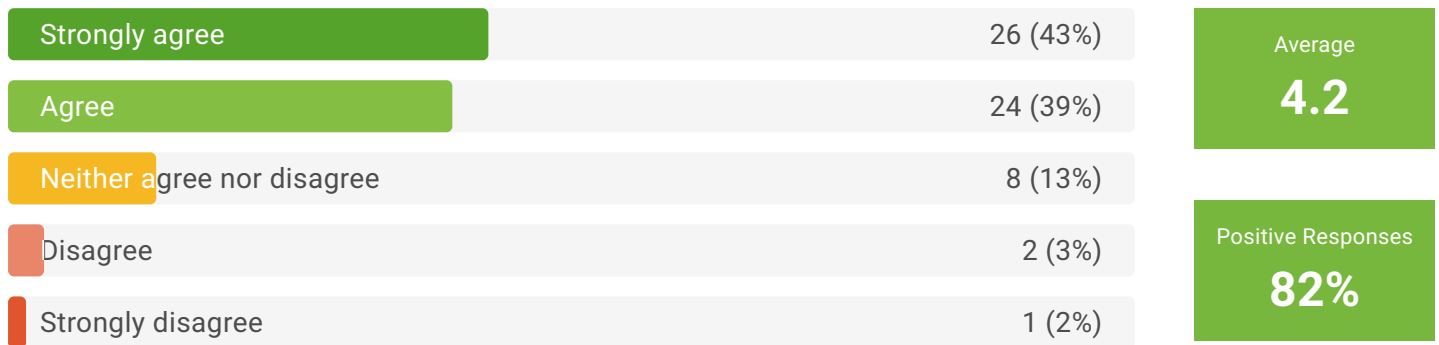 Strongly agree 26 (43%)
Agree 24 (39%)
Neither agree nor disagree 8 (13%)
Disagree 2 (3%)
Strongly disagree 1 (2%)
Average
4.2
Positive Responses
82%